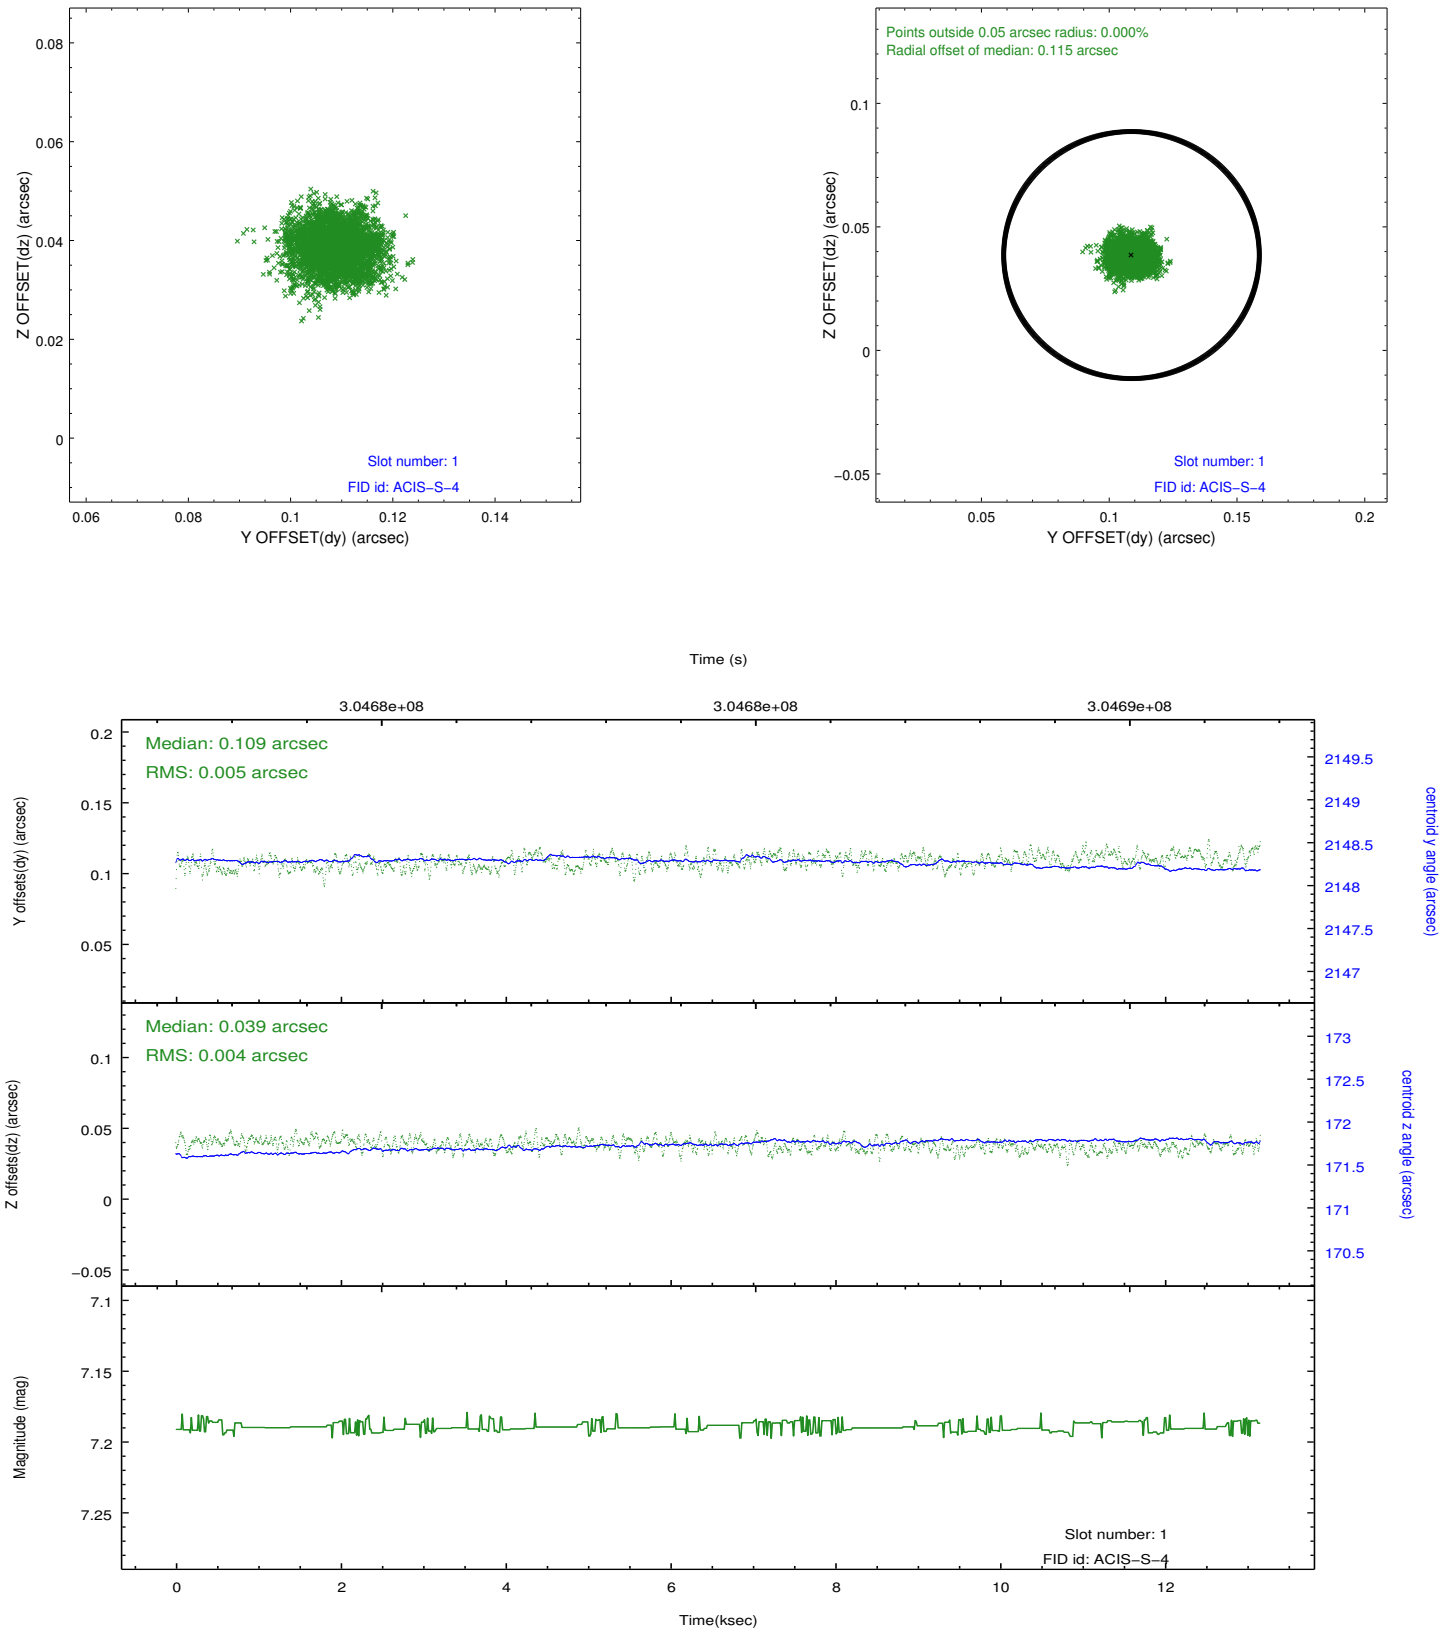 0.08
0.06
0.04
0.02
0
Z OFFSET(dz) (arcsec)
Slot number: 1
FID id: ACIS−S−4
0.06 0.08 0.1 0.12 0.14
Y OFFSET(dy) (arcsec)
Points outside 0.05 arcsec radius: 0.000%
Radial offset of median: 0.115 arcsec
0.1
0.05
0
−0.05
Z OFFSET(dz) (arcsec)
Slot number: 1
FID id: ACIS−S−4
0.05 0.1 0.15 0.2
Y OFFSET(dy) (arcsec)
Time (s)
3.0468e+08 3.0468e+08 3.0469e+08
Median: 0.109 arcsec
RMS: 0.005 arcsec
0.2
0.15
0.1
0.05
Y offsets(dy) (arcsec)
2149.5
2149
2148.5
2148
2147.5
2147
centroid y angle (arcsec)
Median: 0.039 arcsec
RMS: 0.004 arcsec
0.1
0.05
0
−0.05
Z offsets(dz) (arcsec)
173
172.5
172
171.5
171
170.5
centroid z angle (arcsec)
7.1
7.15
7.2
7.25
Magnitude (mag)
Slot number: 1
FID id: ACIS−S−4
0 2 4 6 8 10 12
Time(ksec)